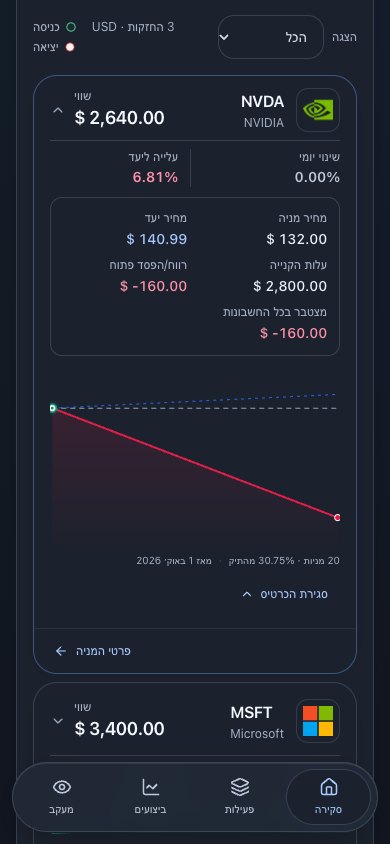 הצגה
הכל
3 החזקות · USD
כניסה
יציאה
NVDA
NVIDIA
שווי
$ 2,640.00
שינוי יומי
0.00%
עלייה ליעד
6.81%
מחיר מניה
$ 132.00
מחיר יעד
$ 140.99
עלות הקנייה
$ 2,800.00
רווח/הפסד פתוח
$ -160.00
מצטבר בכל החשבונות
$ -160.00
20 מניות · 30.75% מהתיק · מאז 1 באוק׳ 2026
סגירת הכרטיס
פרטי המניה
MSFT
Microsoft
שווי
$ 3,400.00
סקירה
פעילות
ביצועים
מעקב